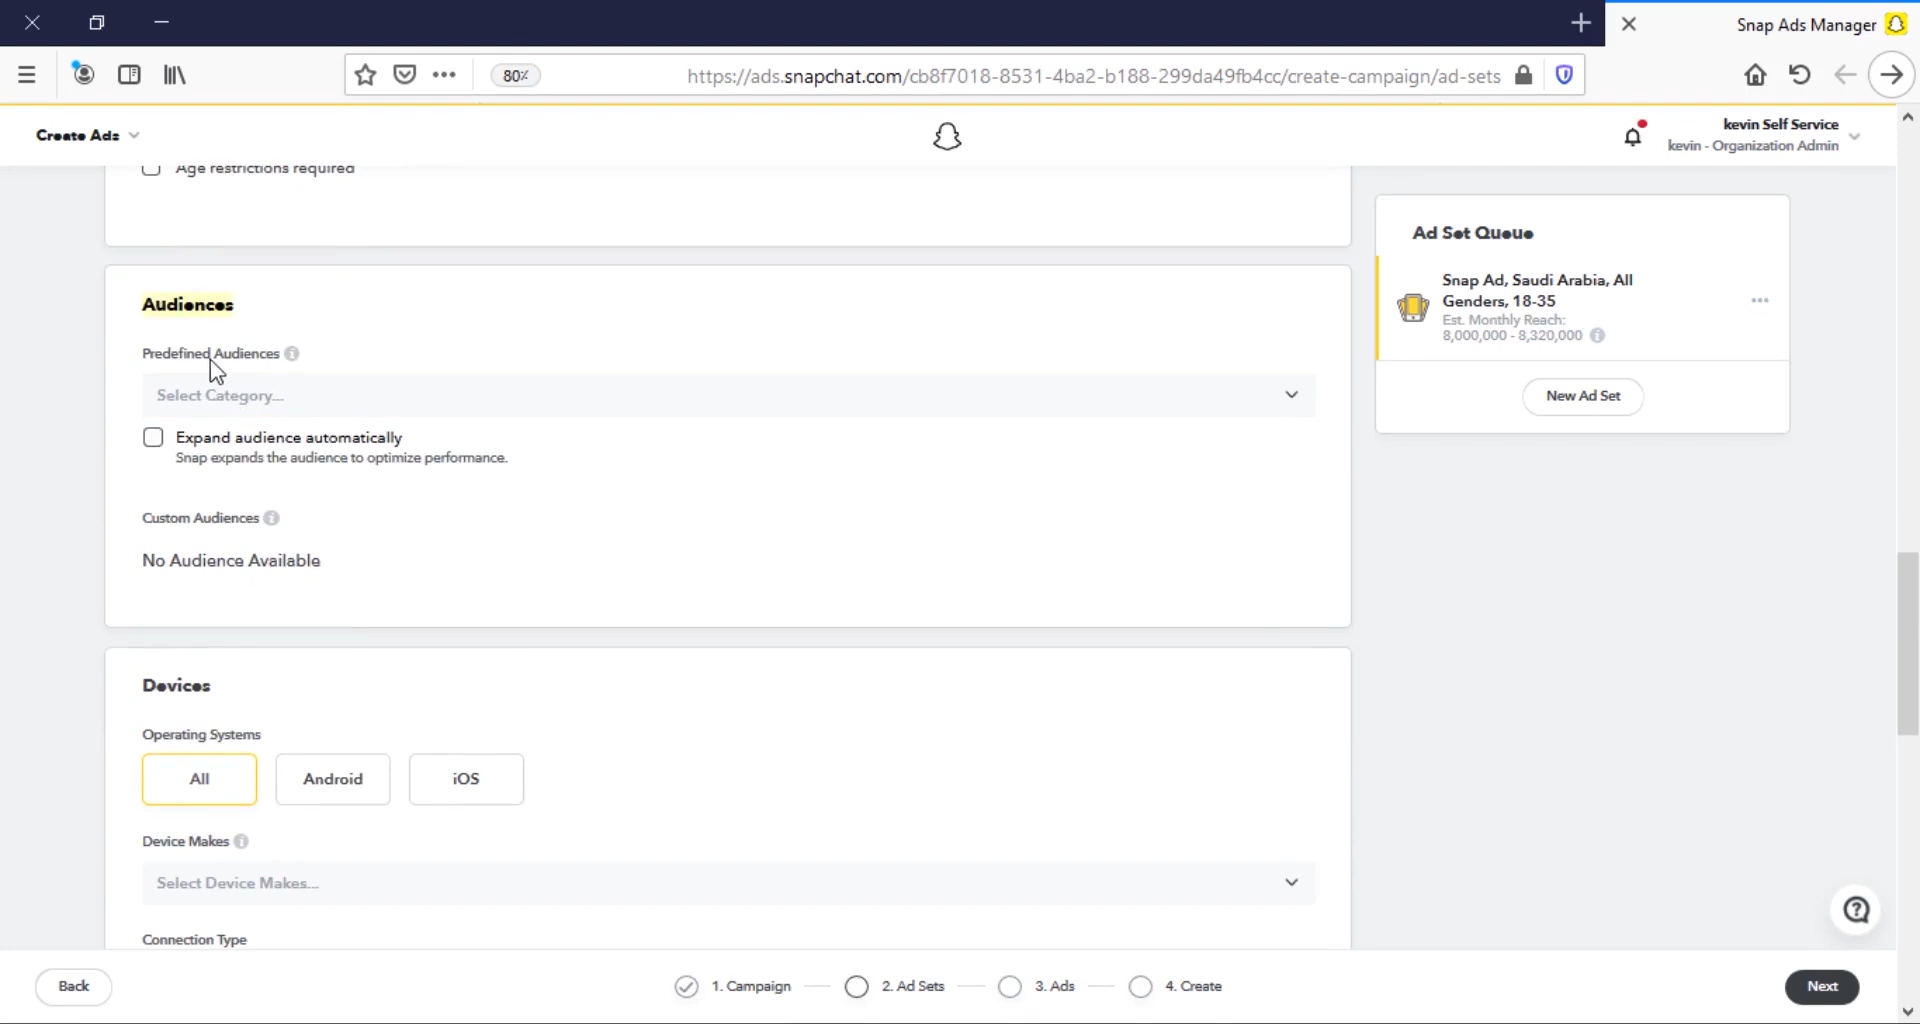 Snap Ads Manager
80%
https://ads.snapchat.com/cb8f7018-8531-4ba2-b188-299da49fb4cc/create-campaign/ad-sets
Create Ads
kevin Self Service
kevin - Organization Admin
Age restrictions required
Audiences
Predefined Audiences
Select Category...
Expand audience automatically
Snap expands the audience to optimize performance.
Custom Audiences
No Audience Available
Devices
Operating Systems
All
Android
iOS
Device Makes
Select Device Makes...
Connection Type
Ad Set Queue
Snap Ad, Saudi Arabia, All
Genders, 18-35
Est. Monthly Reach:
8,000,000 - 8,320,000
New Ad Set
Back
1. Campaign
2. Ad Sets
3. Ads
4. Create
Next